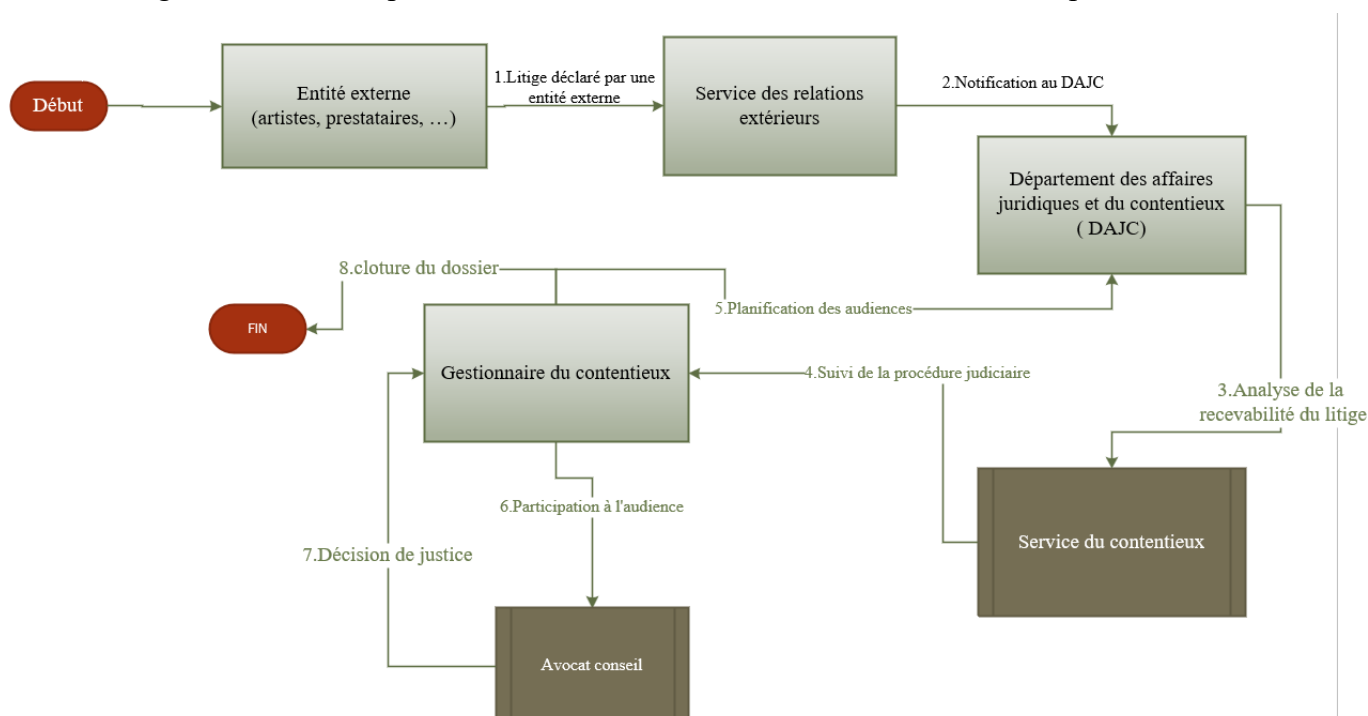 Début
Entité externe
(artistes, prestataires, …)
1.Litige déclaré par une
entité externe
Service des relations
extérieurs
2.Notification au DAJC
Département des affaires
juridiques et du contentieux
( DAJC)
8.cloture du dossier
5.Planification des audiences
FIN
Gestionnaire du contentieux
4.Suivi de la procédure judiciaire
3.Analyse de la
recevabilité du litige
6.Participation à l'audience
7.Décision de justice
Service du contentieux
Avocat conseil